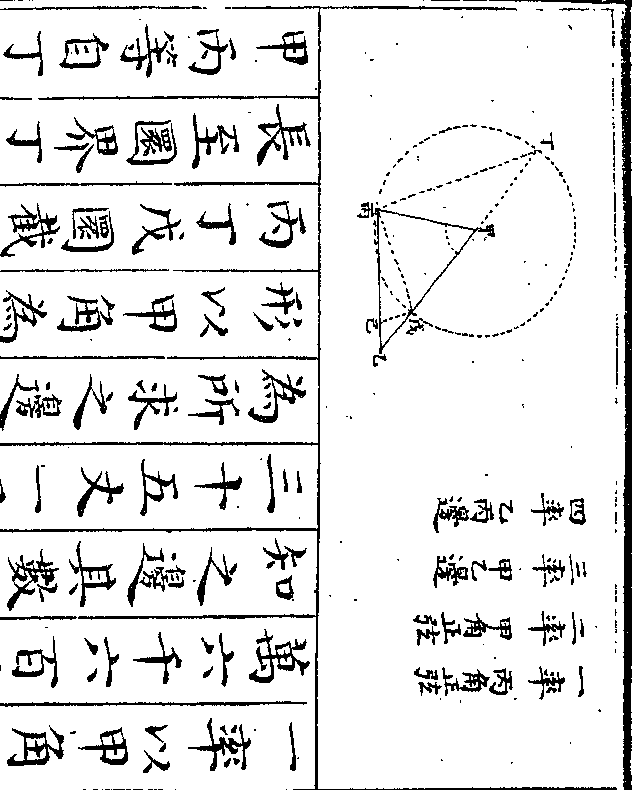 一率 丙角正弦
二率 甲角正弦
三率 甲乙邊
四率 乙丙邊
乙
己
戊
甲
丙
丁
一率以甲角
萬六千六百
知之邊其數
三十五丈一
為所求之邊
形以甲角為
丙丁戊圜截
長至圜界丁
甲丙等自丁